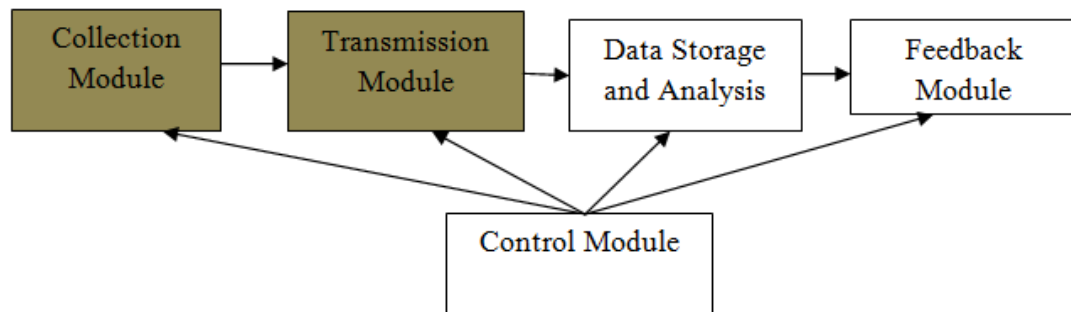 Collection
Module
Transmission
Module
Data Storage
and Analysis
Feedback
Module
Control Module